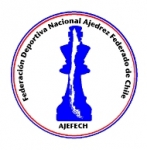 Federación Deportiva Nacional Ajedrez Federado de Chile
AJEFECH